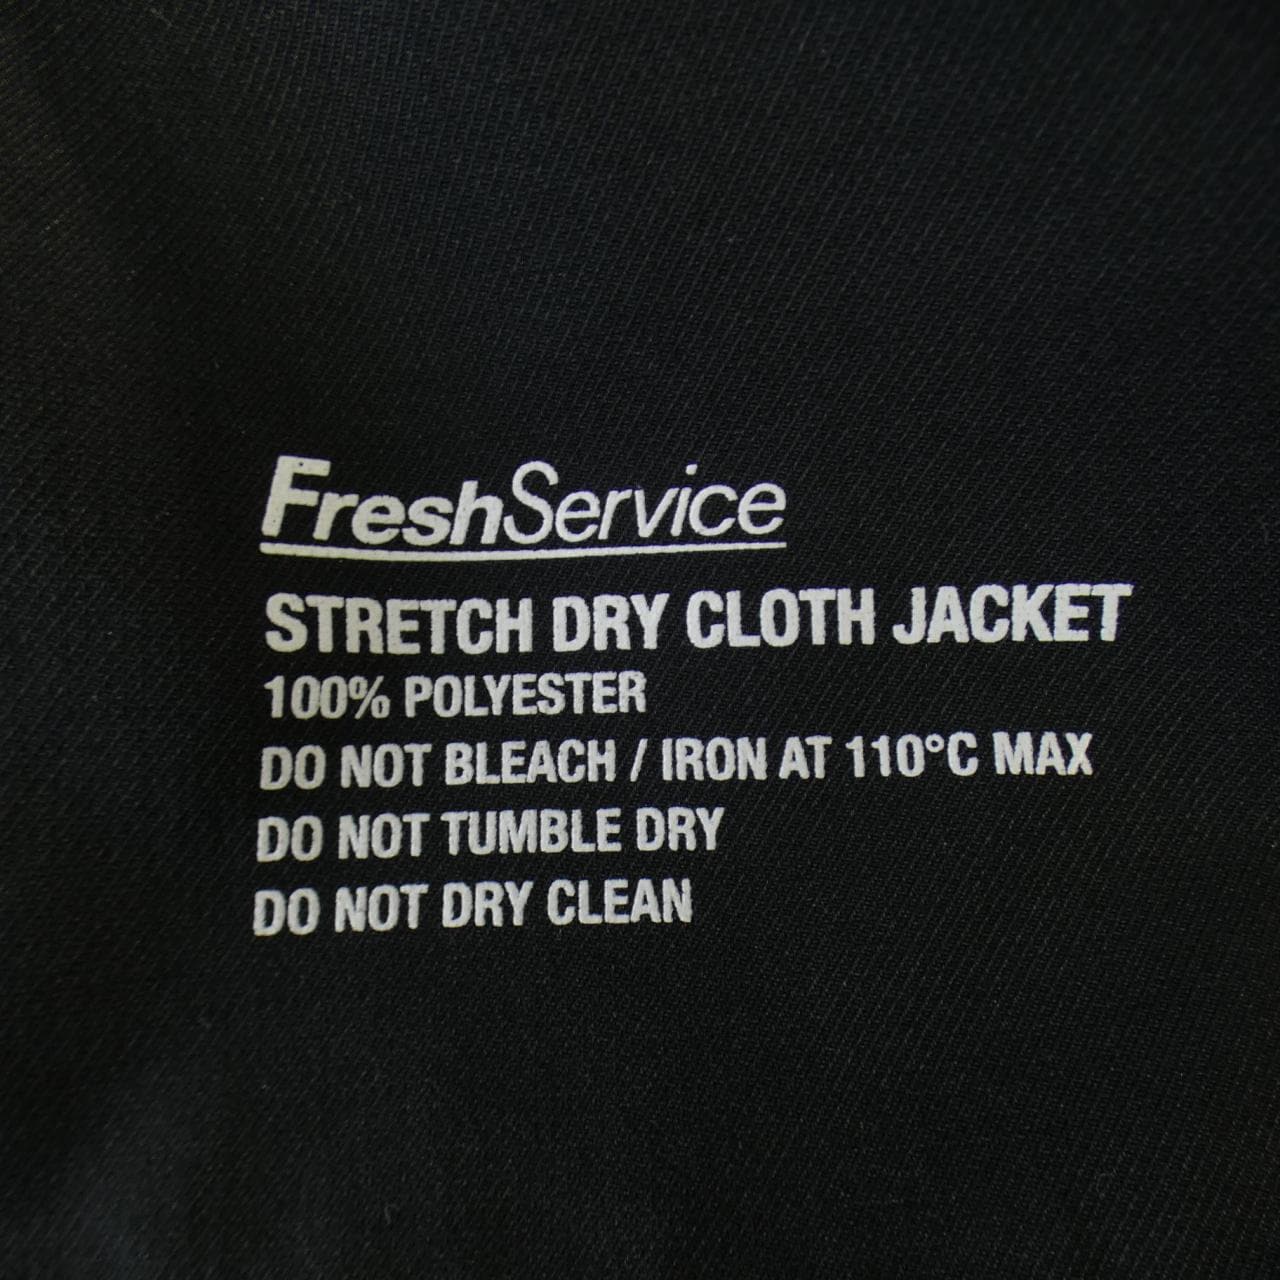 FreshService
STRETCH DRY CLOTH JACKET
100% POLYESTER
DO NOT BLEACH / IRON AT 110°C MAX
DO NOT TUMBLE DRY
DO NOT DRY CLEAN